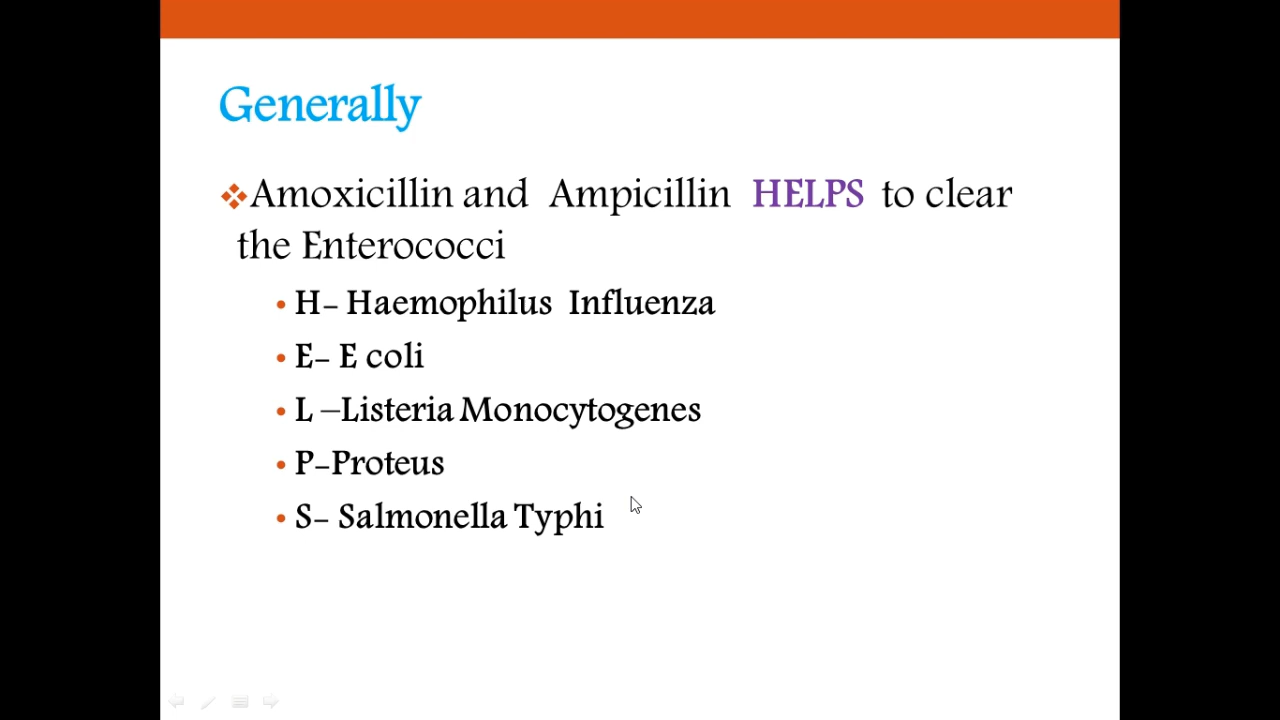 Generally
Amoxicillin and Ampicillin HELPS to clear
the Enterococci
H- Haemophilus Influenza
E- E coli
L –Listeria Monocytogenes
P-Proteus
S- Salmonella Typhi